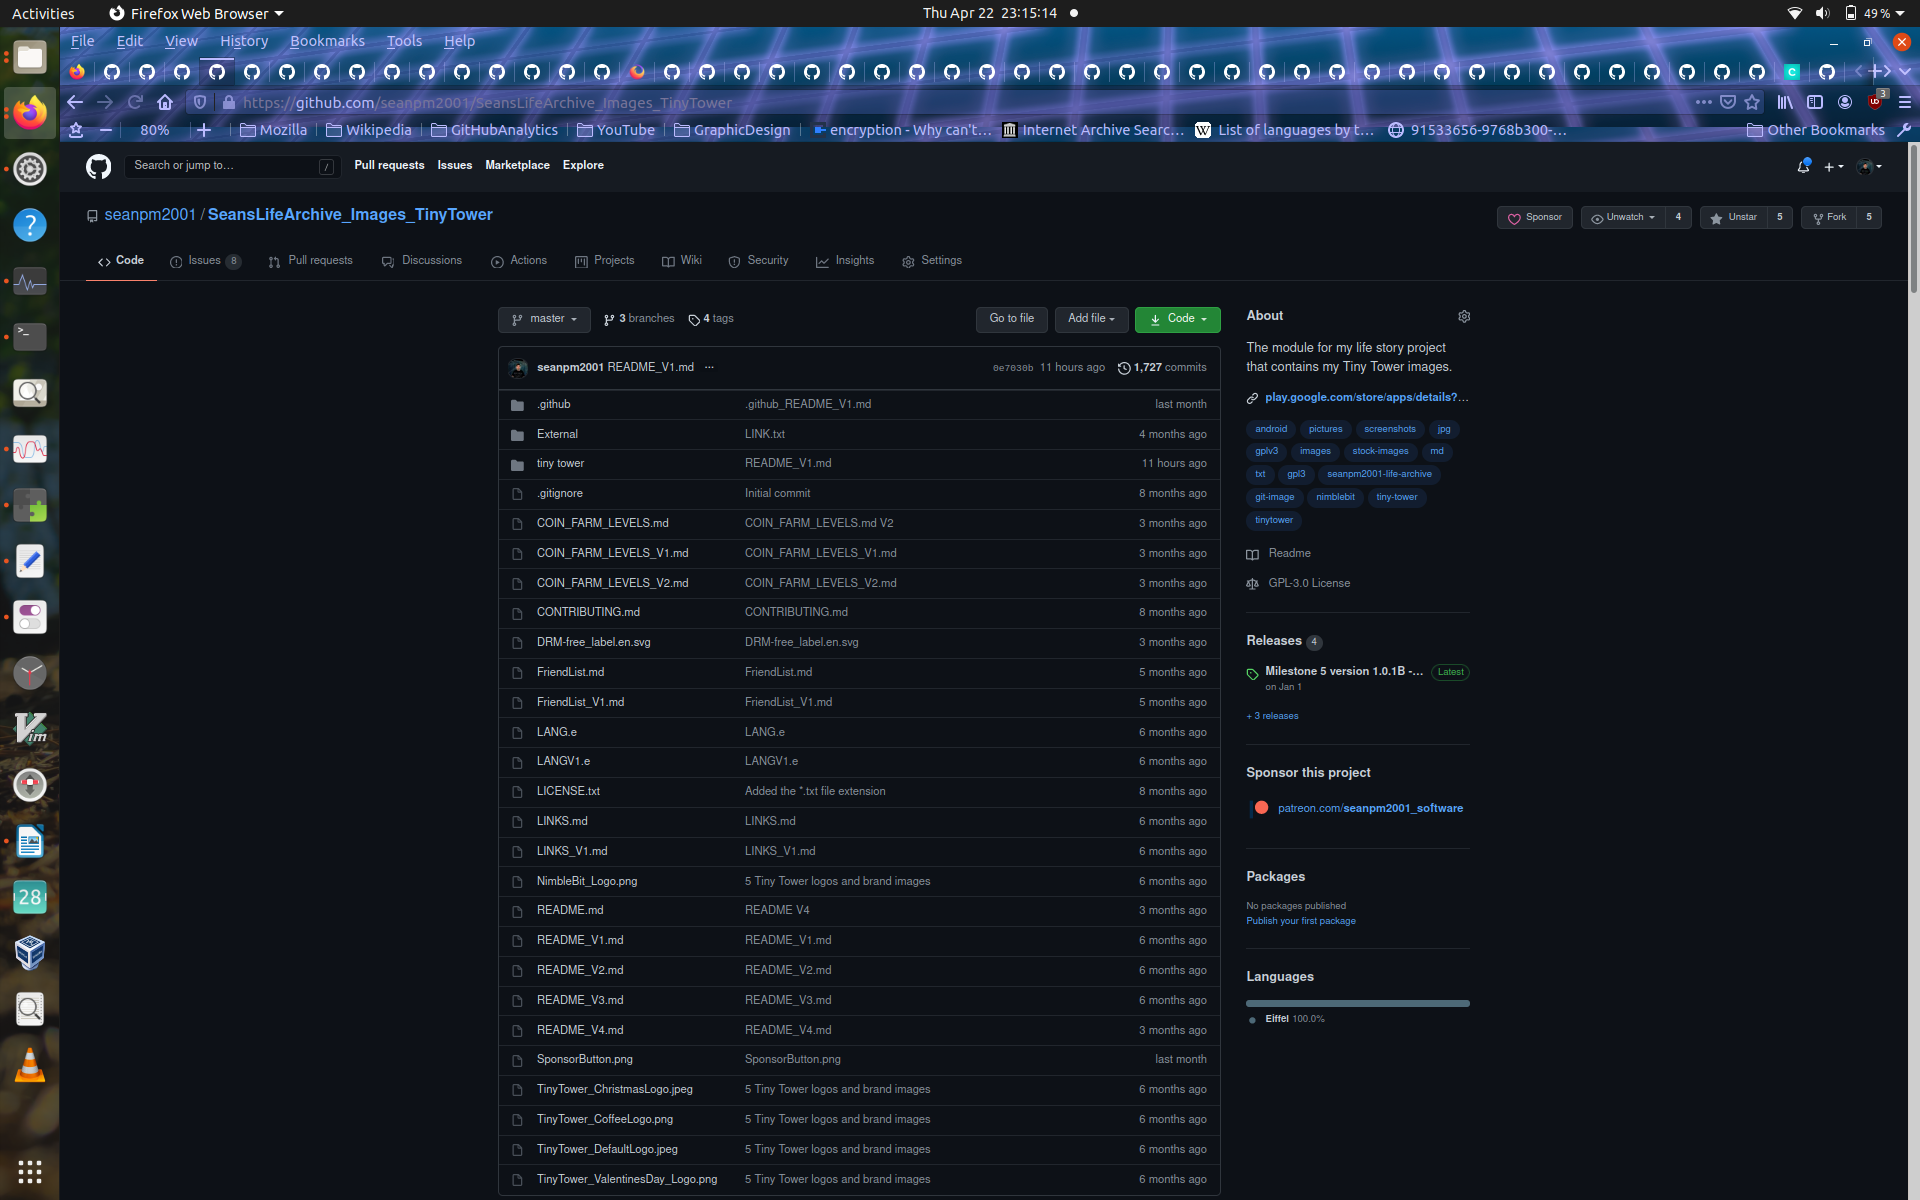 Activities Firefox Web Browser Thu Apr 22 23:15:14 49 %
File Edit View History Bookmarks Tools Help
https://github.com/seanpm2001/SeansLifeArchive_Images_TinyTower 3
80% Mozilla Wikipedia GitHubAnalytics YouTube GraphicDesign encryption - Why can't… Internet Archive Searc… List of languages by t… 91533656-9768b300-… Other Bookmarks
Search or jump to… / Pull requests Issues Marketplace Explore
seanpm2001 / SeansLifeArchive_Images_TinyTower Sponsor Unwatch 4 Unstar 5 Fork 5
Code Issues 8 Pull requests Discussions Actions Projects Wiki Security Insights Settings
master 3 branches 4 tags Go to file Add file Code
seanpm2001 README_V1.md ... 0e7030b 11 hours ago 1,727 commits
.github .github_README_V1.md last month
External LINK.txt 4 months ago
tiny tower README_V1.md 11 hours ago
.gitignore Initial commit 8 months ago
COIN_FARM_LEVELS.md COIN_FARM_LEVELS.md V2 3 months ago
COIN_FARM_LEVELS_V1.md COIN_FARM_LEVELS_V1.md 3 months ago
COIN_FARM_LEVELS_V2.md COIN_FARM_LEVELS_V2.md 3 months ago
CONTRIBUTING.md CONTRIBUTING.md 8 months ago
DRM-free_label.en.svg DRM-free_label.en.svg 3 months ago
FriendList.md FriendList.md 5 months ago
FriendList_V1.md FriendList_V1.md 5 months ago
LANG.e LANG.e 6 months ago
LANGV1.e LANGV1.e 6 months ago
LICENSE.txt Added the *.txt file extension 8 months ago
LINKS.md LINKS.md 6 months ago
LINKS_V1.md LINKS_V1.md 6 months ago
NimbleBit_Logo.png 5 Tiny Tower logos and brand images 6 months ago
README.md README V4 3 months ago
README_V1.md README_V1.md 6 months ago
README_V2.md README_V2.md 6 months ago
README_V3.md README_V3.md 6 months ago
README_V4.md README_V4.md 3 months ago
SponsorButton.png SponsorButton.png last month
TinyTower_ChristmasLogo.jpeg 5 Tiny Tower logos and brand images 6 months ago
TinyTower_CoffeeLogo.png 5 Tiny Tower logos and brand images 6 months ago
TinyTower_DefaultLogo.jpeg 5 Tiny Tower logos and brand images 6 months ago
TinyTower_ValentinesDay_Logo.png 5 Tiny Tower logos and brand images 6 months ago
About
The module for my life story project
that contains my Tiny Tower images.
play.google.com/store/apps/details?…
android pictures screenshots jpg
gplv3 images stock-images md
txt gpl3 seanpm2001-life-archive
git-image nimblebit tiny-tower
tinytower
Readme
GPL-3.0 License
Releases 4
Milestone 5 version 1.0.1B -… Latest
on Jan 1
+ 3 releases
Sponsor this project
patreon.com/seanpm2001_software
Packages
No packages published
Publish your first package
Languages
Eiffel 100.0%
Vim
28